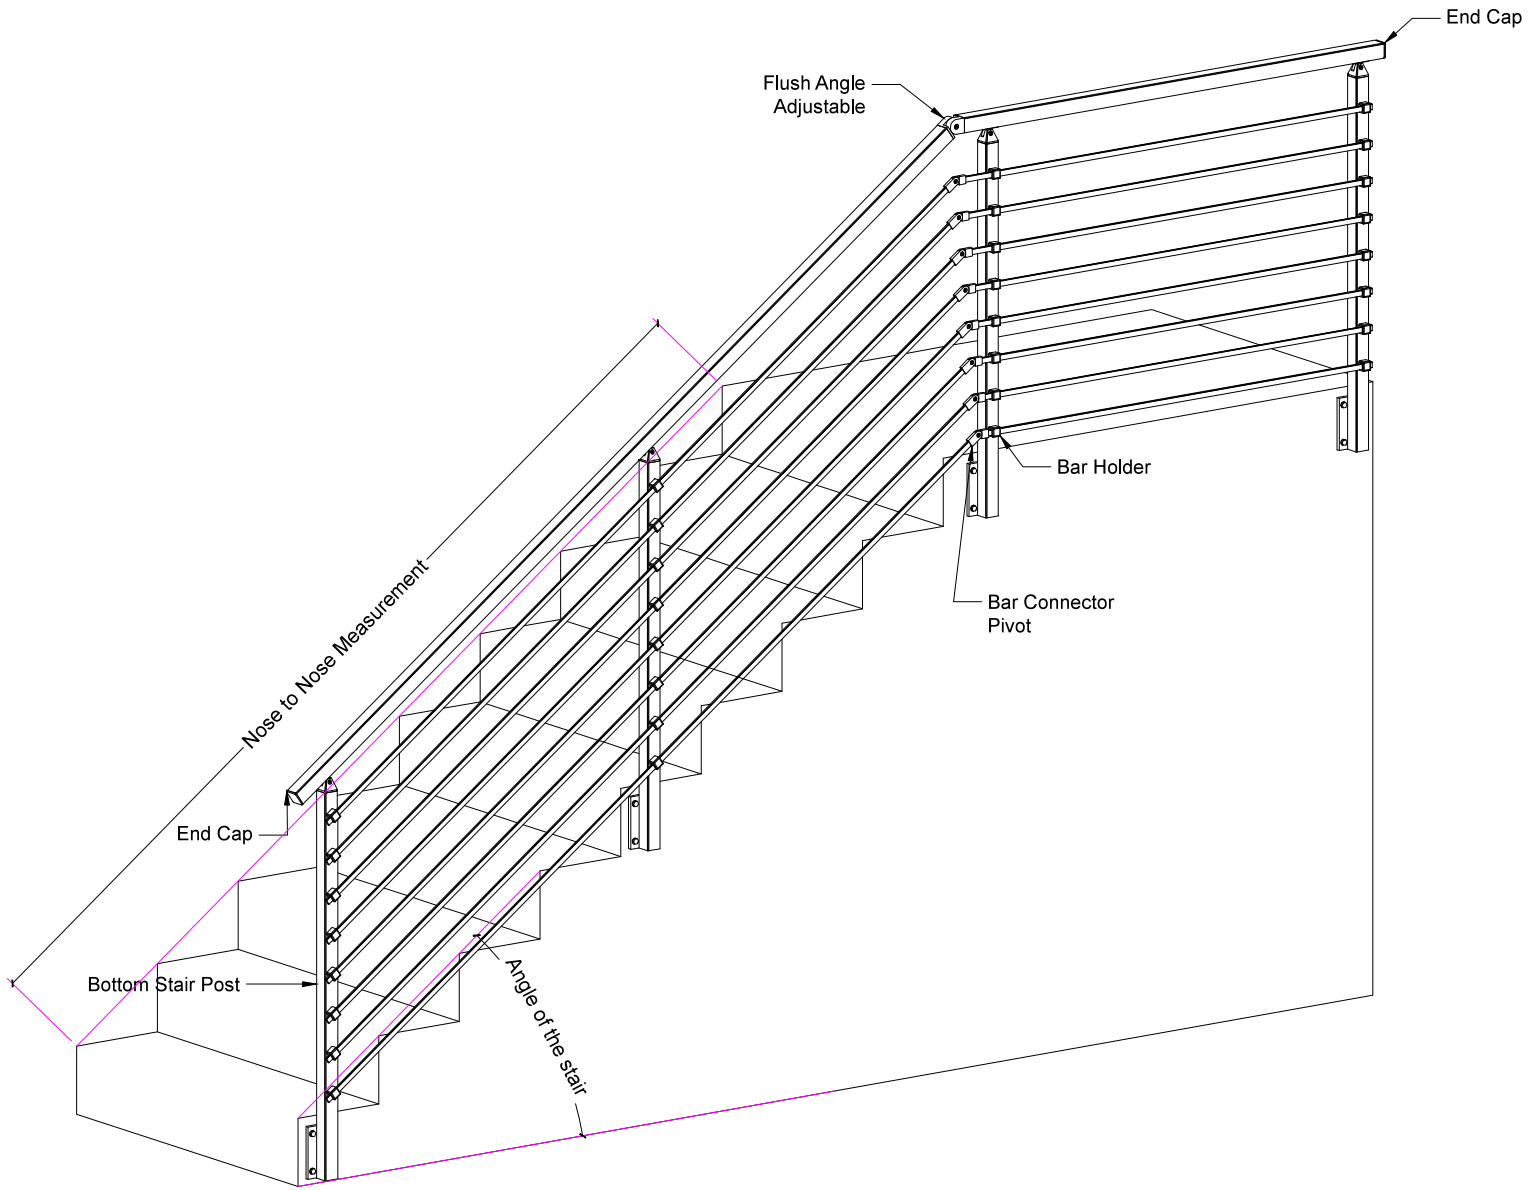 End Cap
Flush Angle
Adjustable
Nose to Nose Measurement
Bar Holder
Bar Connector
Pivot
End Cap
Bottom Stair Post
Angle of the stair